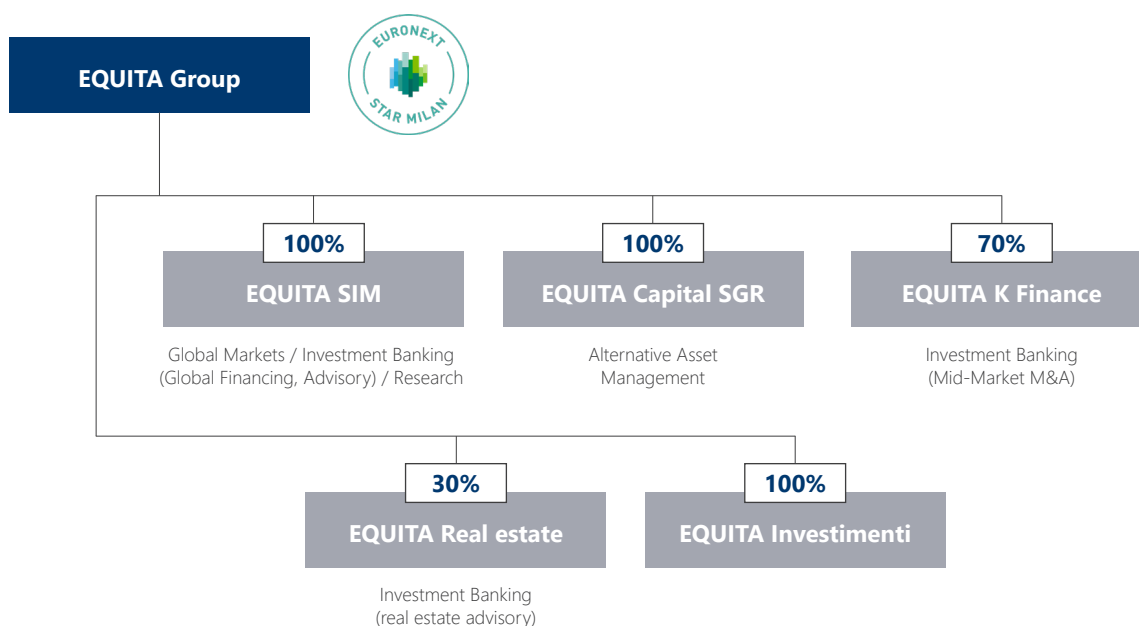 EURONEXT
STAR MILAN
EQUITA Group
100%
100%
70%
EQUITA SIM
EQUITA Capital SGR
EQUITA K Finance
Global Markets / Investment Banking
(Global Financing, Advisory) / Research
Alternative Asset
Management
Investment Banking
(Mid-Market M&A)
30%
100%
EQUITA Real estate
EQUITA Investimenti
Investment Banking
(real estate advisory)